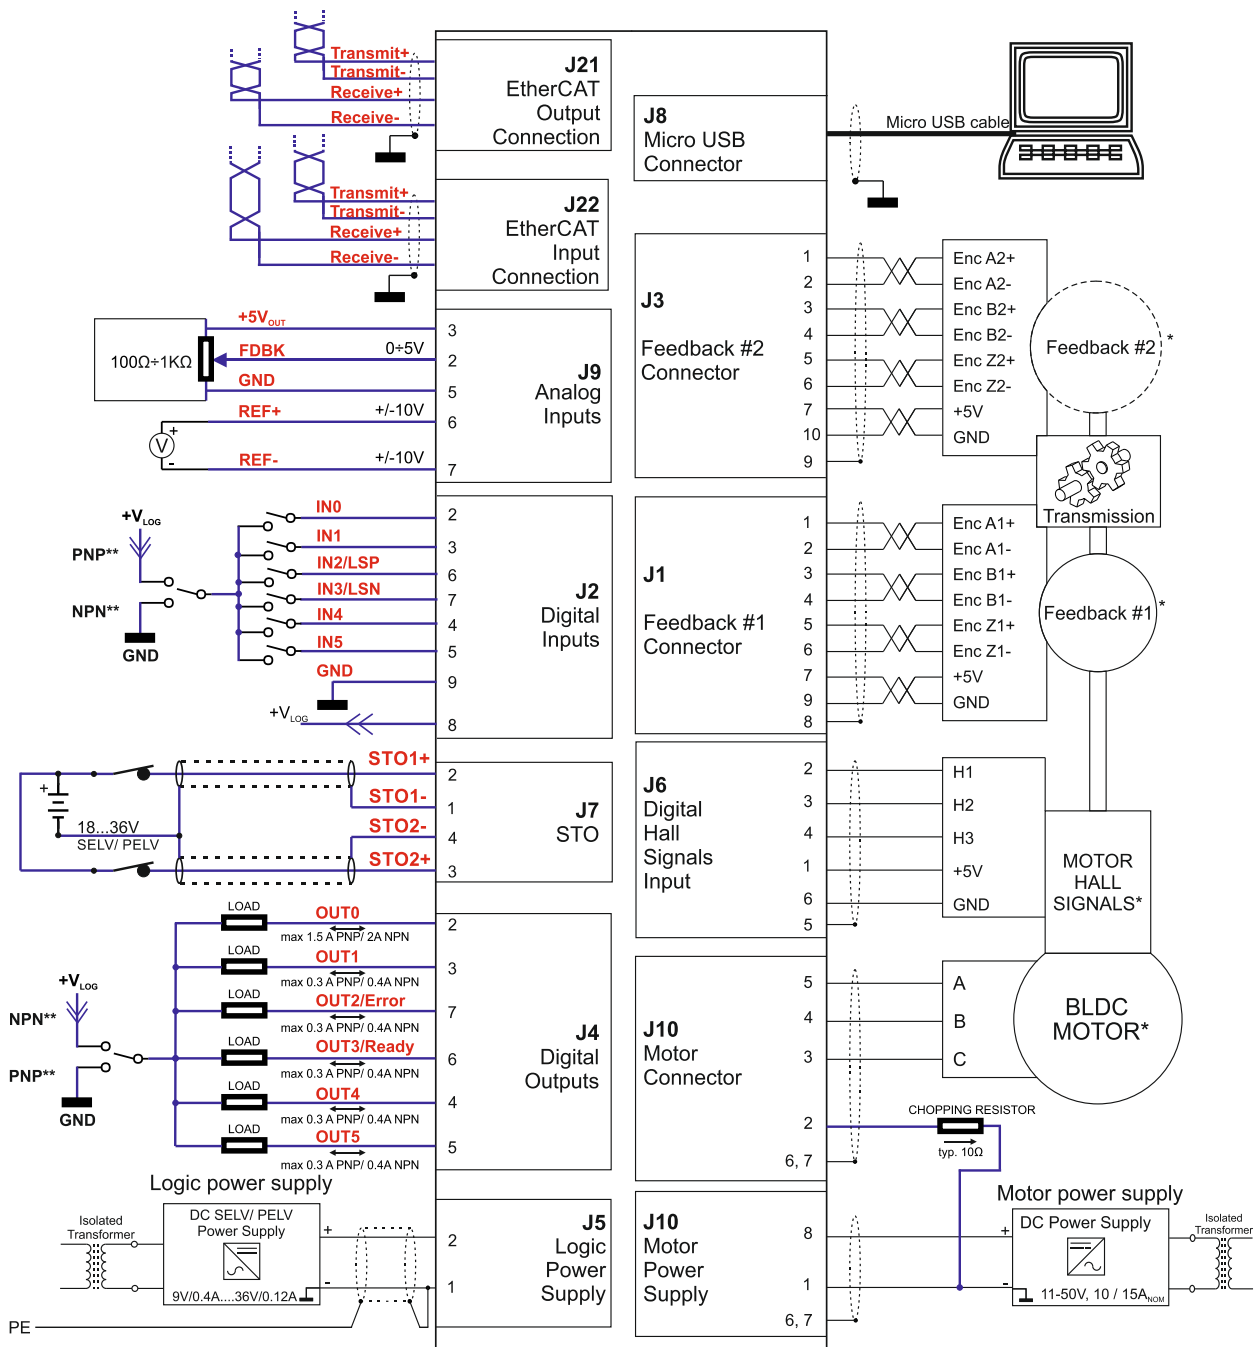 Transmit+
Transmit-
Receive+
Receive-
J21
EtherCAT
Output
Connection
Transmit+
Transmit-
Receive+
Receive-
J22
EtherCAT
Input
Connection
J8
Micro USB
Connector
Micro USB cable
100Ω÷1KΩ
+5VOUT
3
FDBK
0÷5V
2
GND
5
REF+
+/-10V
6
V
+
-
REF-
+/-10V
7
J9
Analog
Inputs
J3
Feedback #2
Connector
1
Enc A2+
2
Enc A2-
3
Enc B2+
4
Enc B2-
5
Enc Z2+
6
Enc Z2-
7
+5V
10
GND
9
Feedback #2
*
Transmission
+VLOG
PNP**
NPN**
GND
IN0
2
IN1
3
IN2/LSP
6
IN3/LSN
7
IN4
4
IN5
5
GND
9
+VLOG
8
J2
Digital
Inputs
J1
Feedback #1
Connector
1
Enc A1+
2
Enc A1-
3
Enc B1+
4
Enc B1-
5
Enc Z1+
6
Enc Z1-
7
+5V
9
GND
8
Feedback #1
*
STO1+
2
STO1-
1
STO2-
4
STO2+
3
+
18...36V
SELV/ PELV
J7
STO
J6
Digital
Hall
Signals
Input
2
H1
3
H2
4
H3
1
+5V
6
GND
5
MOTOR
HALL
SIGNALS*
+VLOG
NPN**
PNP**
GND
LOAD
OUT0
2
max 1.5 A PNP/ 2A NPN
LOAD
OUT1
3
max 0.3 A PNP/ 0.4A NPN
LOAD
OUT2/Error
7
max 0.3 A PNP/ 0.4A NPN
LOAD
OUT3/Ready
6
max 0.3 A PNP/ 0.4A NPN
LOAD
OUT4
4
max 0.3 A PNP/ 0.4A NPN
LOAD
OUT5
5
max 0.3 A PNP/ 0.4A NPN
J4
Digital
Outputs
J10
Motor
Connector
5
A
4
B
3
C
2
6, 7
BLDC
MOTOR*
CHOPPING RESISTOR
typ. 10Ω
Logic power supply
Isolated
Transformer
DC SELV/ PELV
Power Supply
9V/0.4A....36V/0.12A
+
-
2
1
PE
J5
Logic
Power
Supply
J10
Motor
Power
Supply
8
1
6, 7
Motor power supply
+
-
DC Power Supply
11-50V, 10 / 15ANOM
Isolated
Transformer